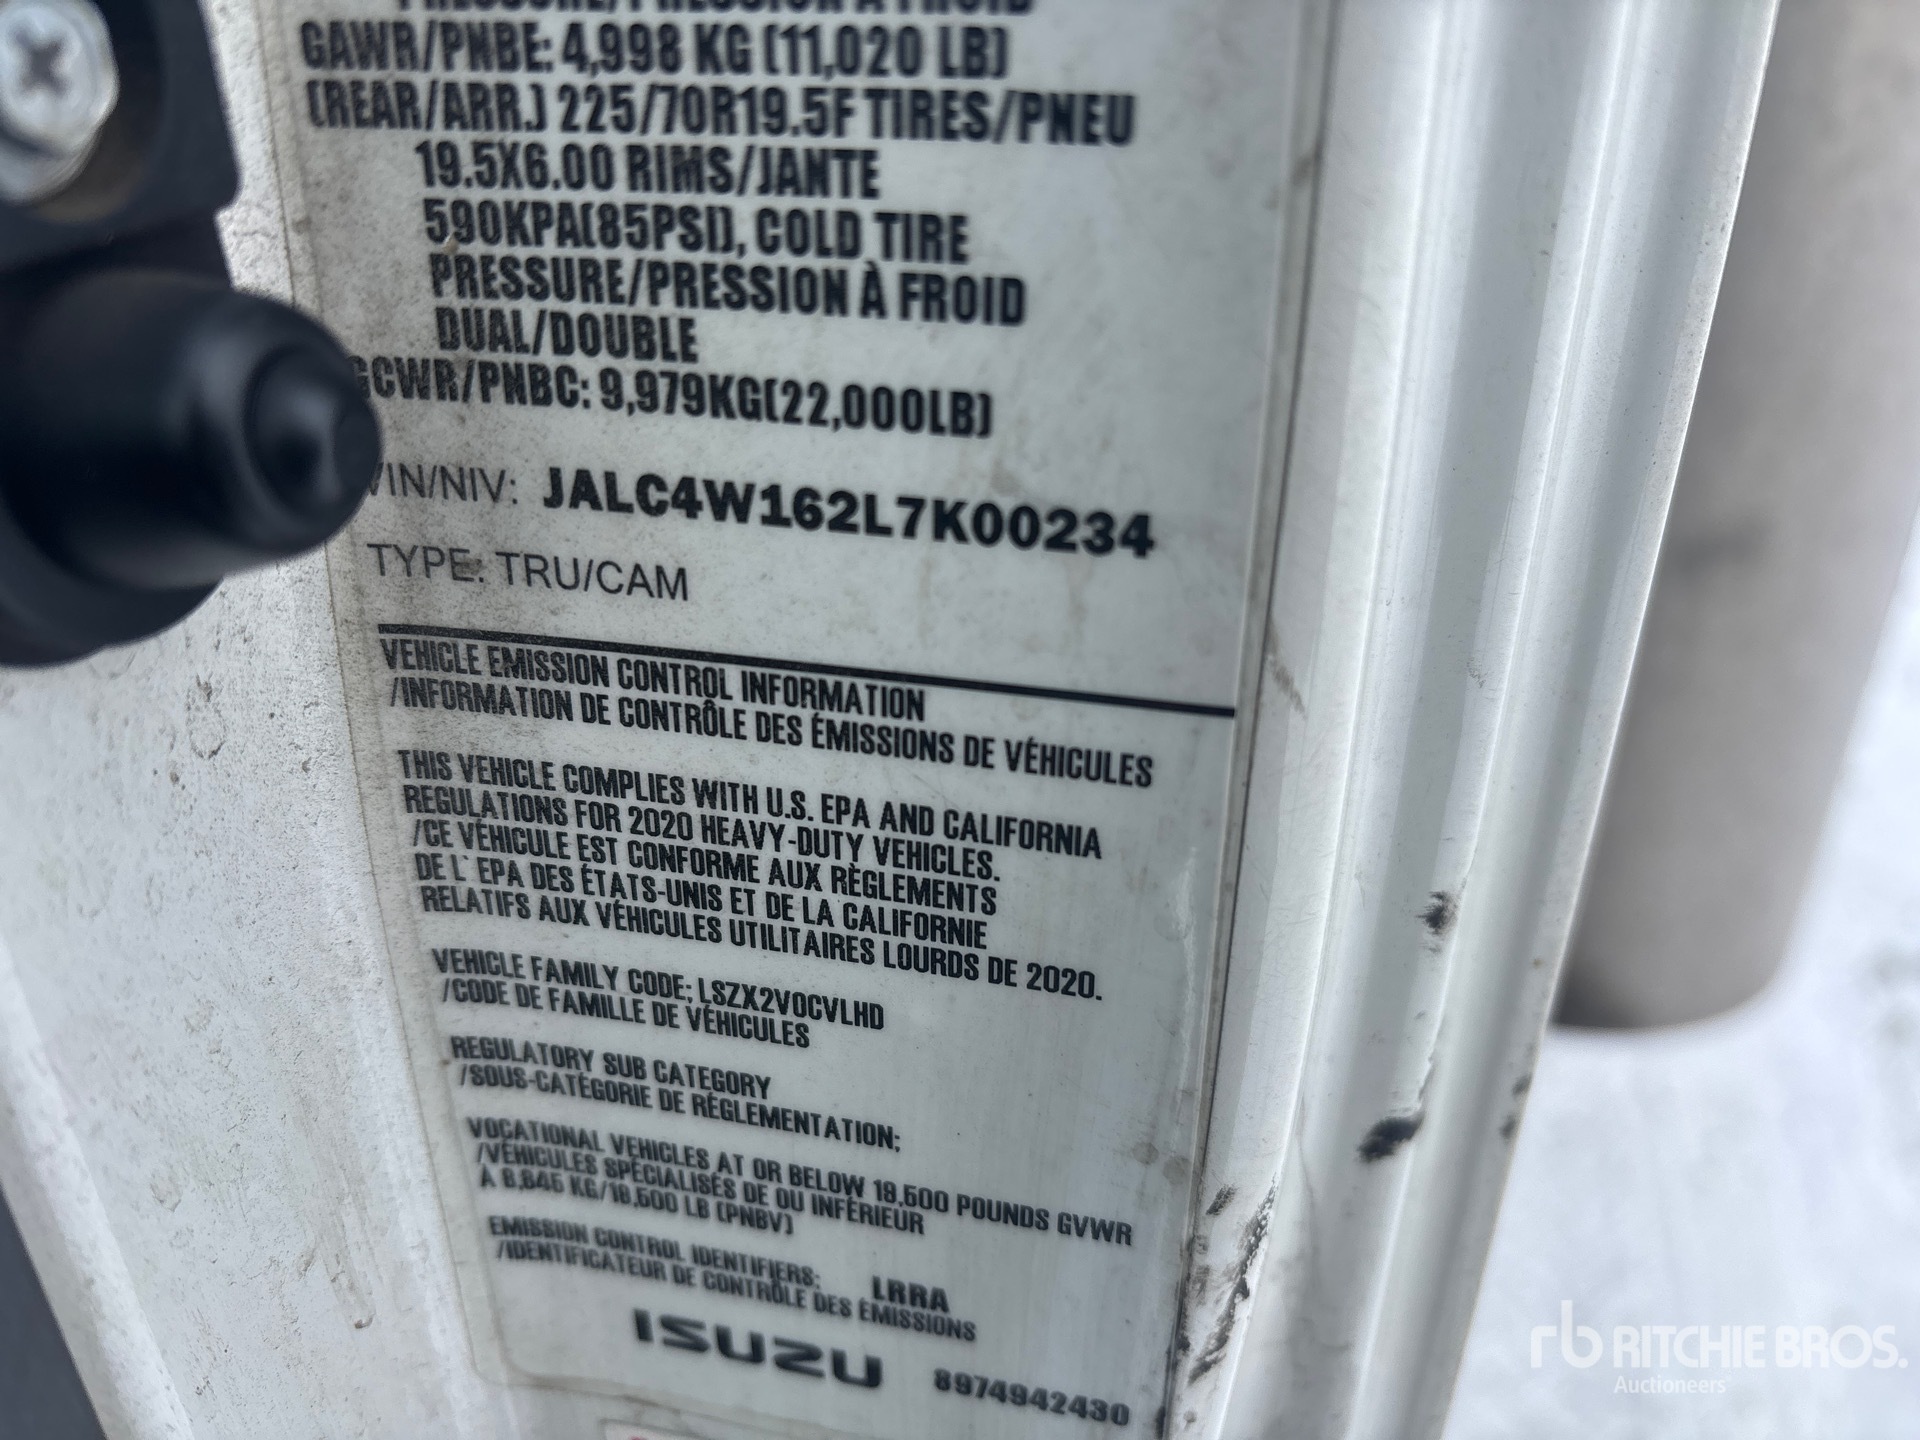 PRESSURE/PRESSION À FROID
GAWR/PNBE: 4,998 KG (11,020 LB)
(REAR/ARR.) 225/70R19.5F TIRES/PNEU
19.5X6.00 RIMS/JANTE
590KPA(85PSI), COLD TIRE
PRESSURE/PRESSION À FROID
DUAL/DOUBLE
GCWR/PNBC: 9,979KG(22,000LB)
VIN/NIV: JALC4W162L7K00234
TYPE: TRU/CAM
VEHICLE EMISSION CONTROL INFORMATION
/INFORMATION DE CONTRÔLE DES ÉMISSIONS DE VÉHICULES
THIS VEHICLE COMPLIES WITH U.S. EPA AND CALIFORNIA
REGULATIONS FOR 2020 HEAVY-DUTY VEHICLES.
/CE VÉHICULE EST CONFORME AUX RÈGLEMENTS
DE L' EPA DES ÉTATS-UNIS ET DE LA CALIFORNIE
RELATIFS AUX VÉHICULES UTILITAIRES LOURDS DE 2020.
VEHICLE FAMILY CODE; LSZX2VOCVLHD
/CODE DE FAMILLE DE VÉHICULES
REGULATORY SUB CATEGORY
/SOUS-CATÉGORIE DE RÉGLEMENTATION;
VOCATIONAL VEHICLES AT OR BELOW 19,500 POUNDS GVWR
/VÉHICULES SPÉCIALISÉS DE OU INFÉRIEUR
À 8,845 KG/19,500 LB (PNBV)
EMISSION CONTROL IDENTIFIERS: LRRA
/IDENTIFICATEUR DE CONTRÔLE DES ÉMISSIONS
ISUZU 8974942430
rb RITCHIE BROS.
Auctioneers